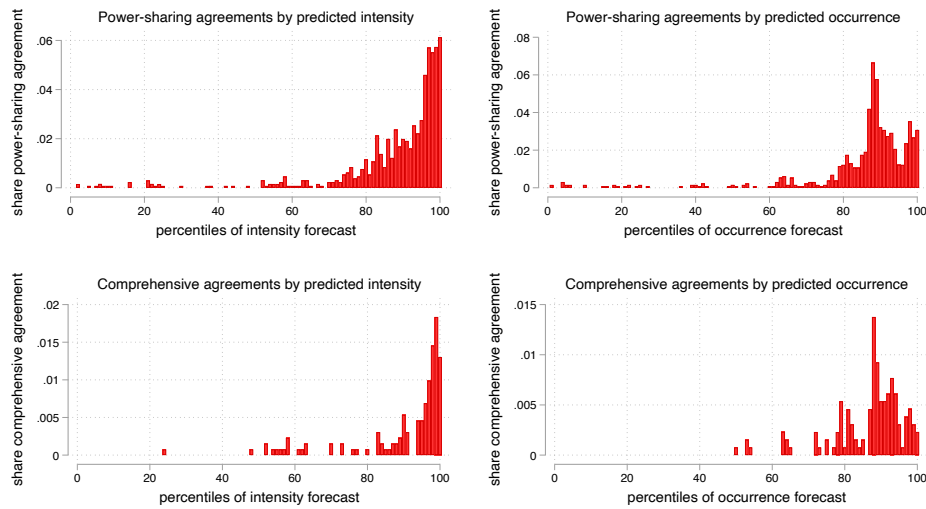 Power-sharing agreements by predicted intensity
share power-sharing agreement
.06
.04
.02
0
0 20 40 60 80 100
percentiles of intensity forecast
Power-sharing agreements by predicted occurrence
share power-sharing agreement
.08
.06
.04
.02
0
0 20 40 60 80 100
percentiles of occurrence forecast
Comprehensive agreements by predicted intensity
share comprehensive agreement
.02
.015
.01
.005
0
0 20 40 60 80 100
percentiles of intensity forecast
Comprehensive agreements by predicted occurrence
share comprehensive agreement
.015
.01
.005
0
0 20 40 60 80 100
percentiles of occurrence forecast